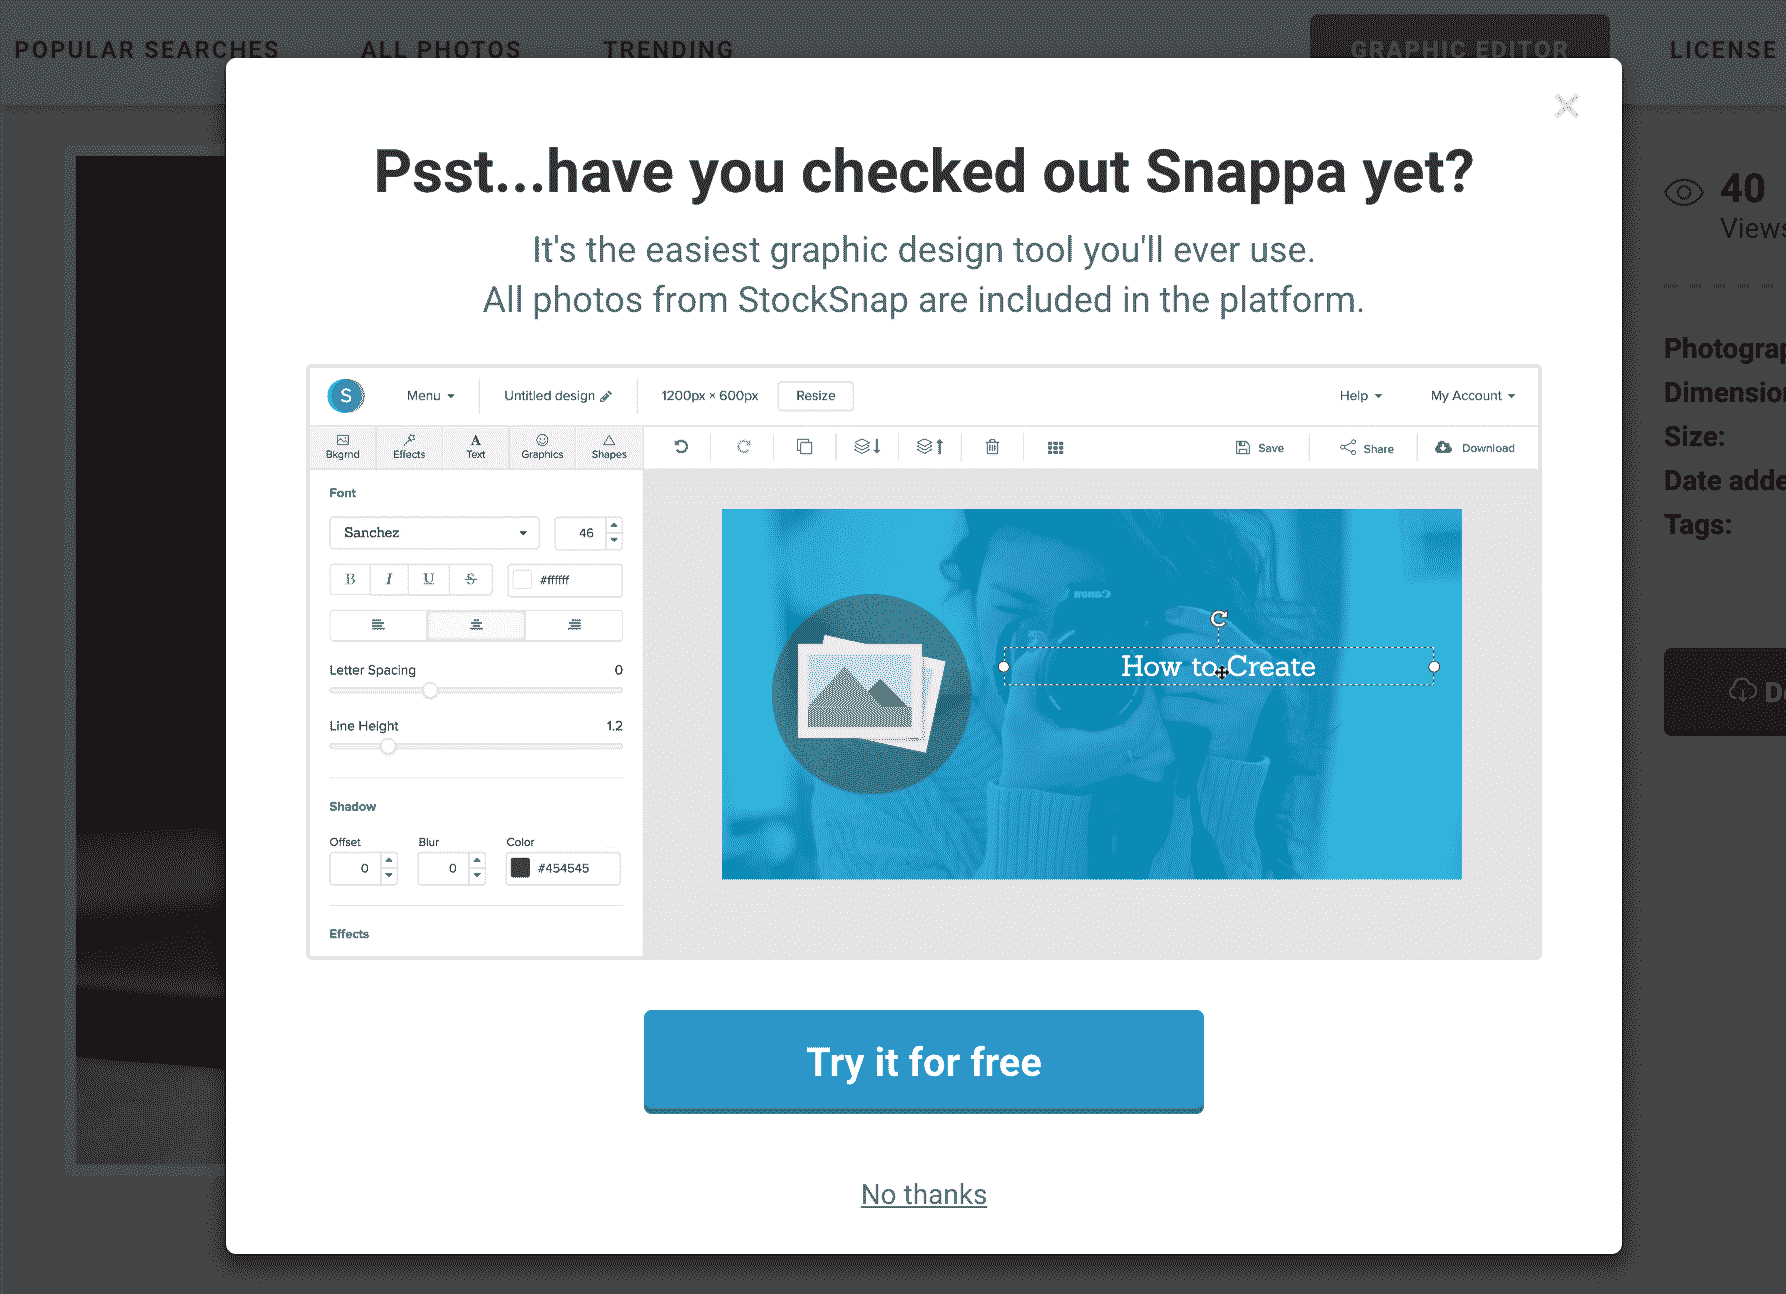 POPULAR SEARCHES ALL PHOTOS TRENDING GRAPHIC EDITOR LICENSE
Psst...have you checked out Snappa yet?
It's the easiest graphic design tool you'll ever use.
All photos from StockSnap are included in the platform.
S Menu Untitled design 1200px × 600px Resize Help My Account
Bkgrnd Effects Text Graphics Shapes Save Share Download
Font
Sanchez 46
B I U S #ffffff
Letter Spacing 0
Line Height 1.2
Shadow
Offset Blur Color
0 0 #454545
Effects
Canon
How to Create
Try it for free
No thanks
40
Views
Photograp
Dimension
Size:
Date adde
Tags: